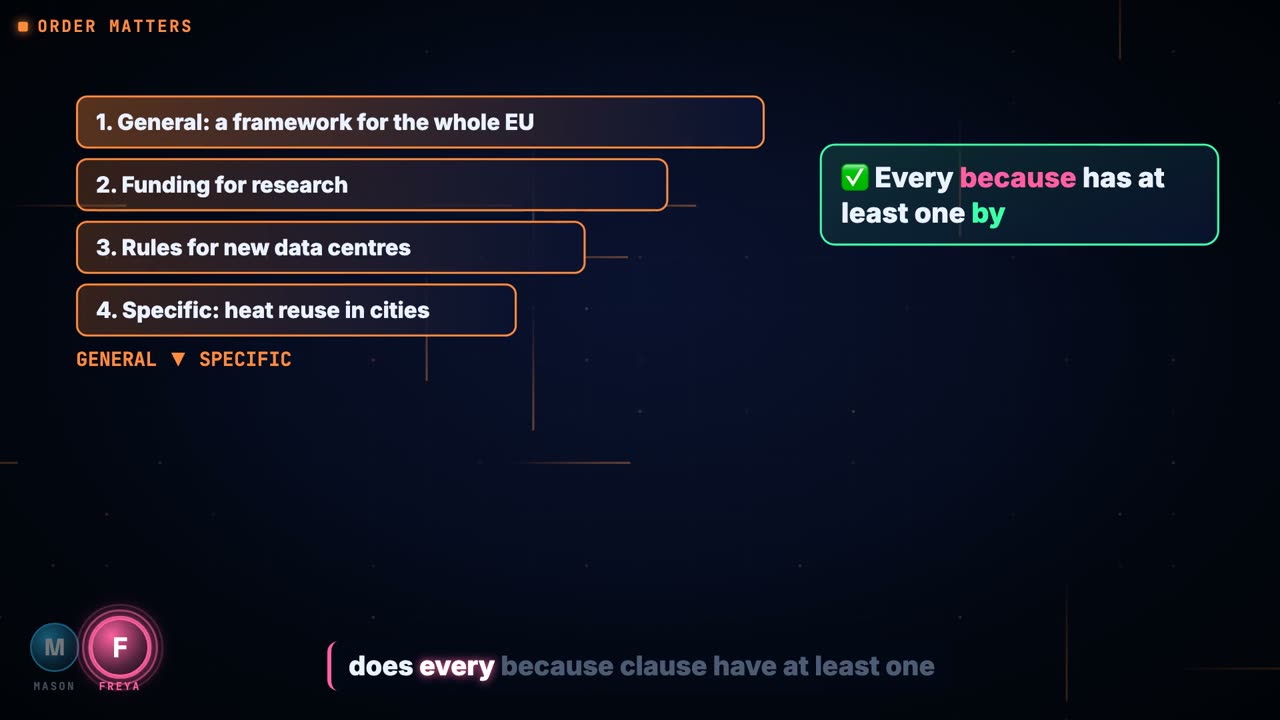 ORDER MATTERS
1. General: a framework for the whole EU
2. Funding for research
3. Rules for new data centres
4. Specific: heat reuse in cities
GENERAL ▼ SPECIFIC
✅ Every because has at
least one by
M
F
MASON
FREYA
does every because clause have at least one